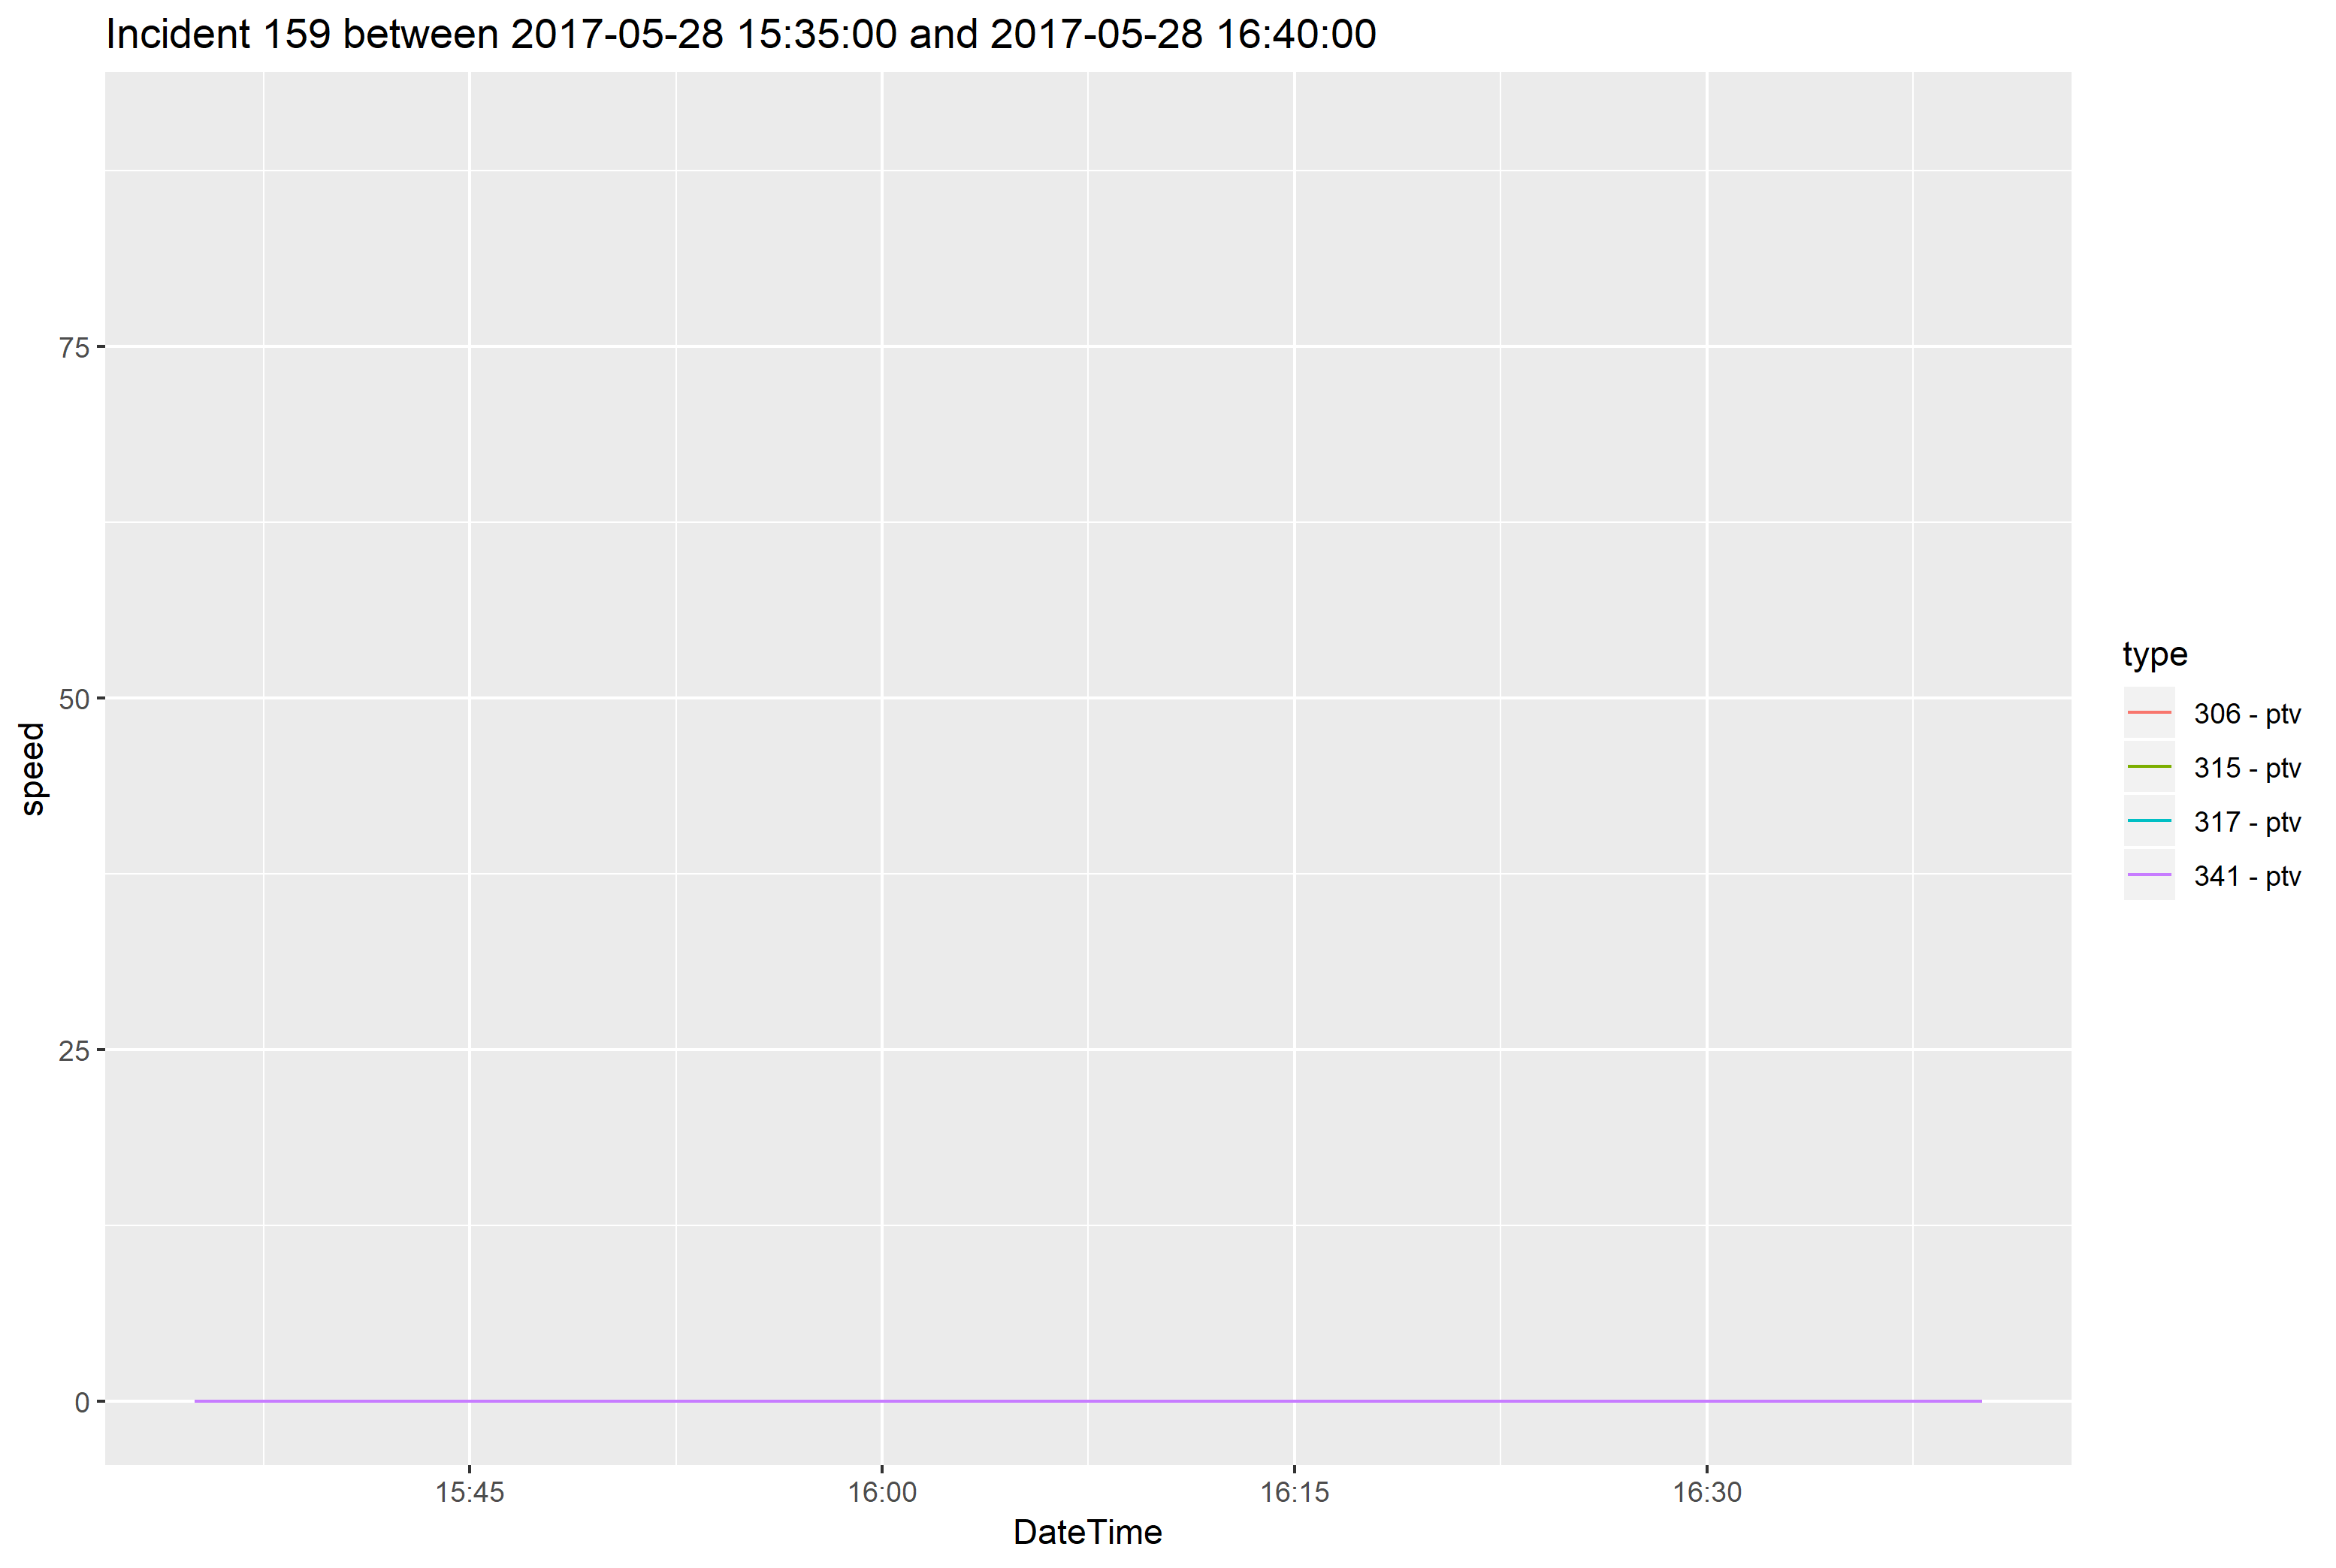 Incident 159 between 2017-05-28 15:35:00 and 2017-05-28 16:40:00
75
50
25
0
speed
15:45 16:00 16:15 16:30
DateTime
type
306 - ptv
315 - ptv
317 - ptv
341 - ptv